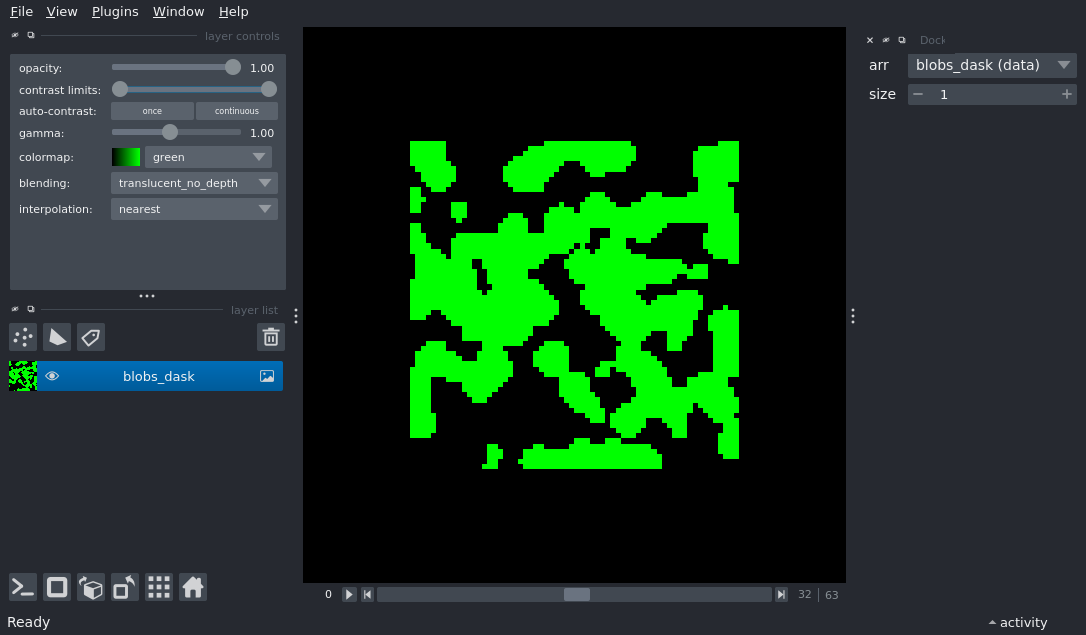 File View Plugins Window Help
layer controls
opacity: 1.00
contrast limits:
auto-contrast: once continuous
gamma: 1.00
colormap: green
blending: translucent_no_depth
interpolation: nearest
layer list
blobs_dask
0 32 63
Dock
arr blobs_dask (data)
size 1
Ready
activity